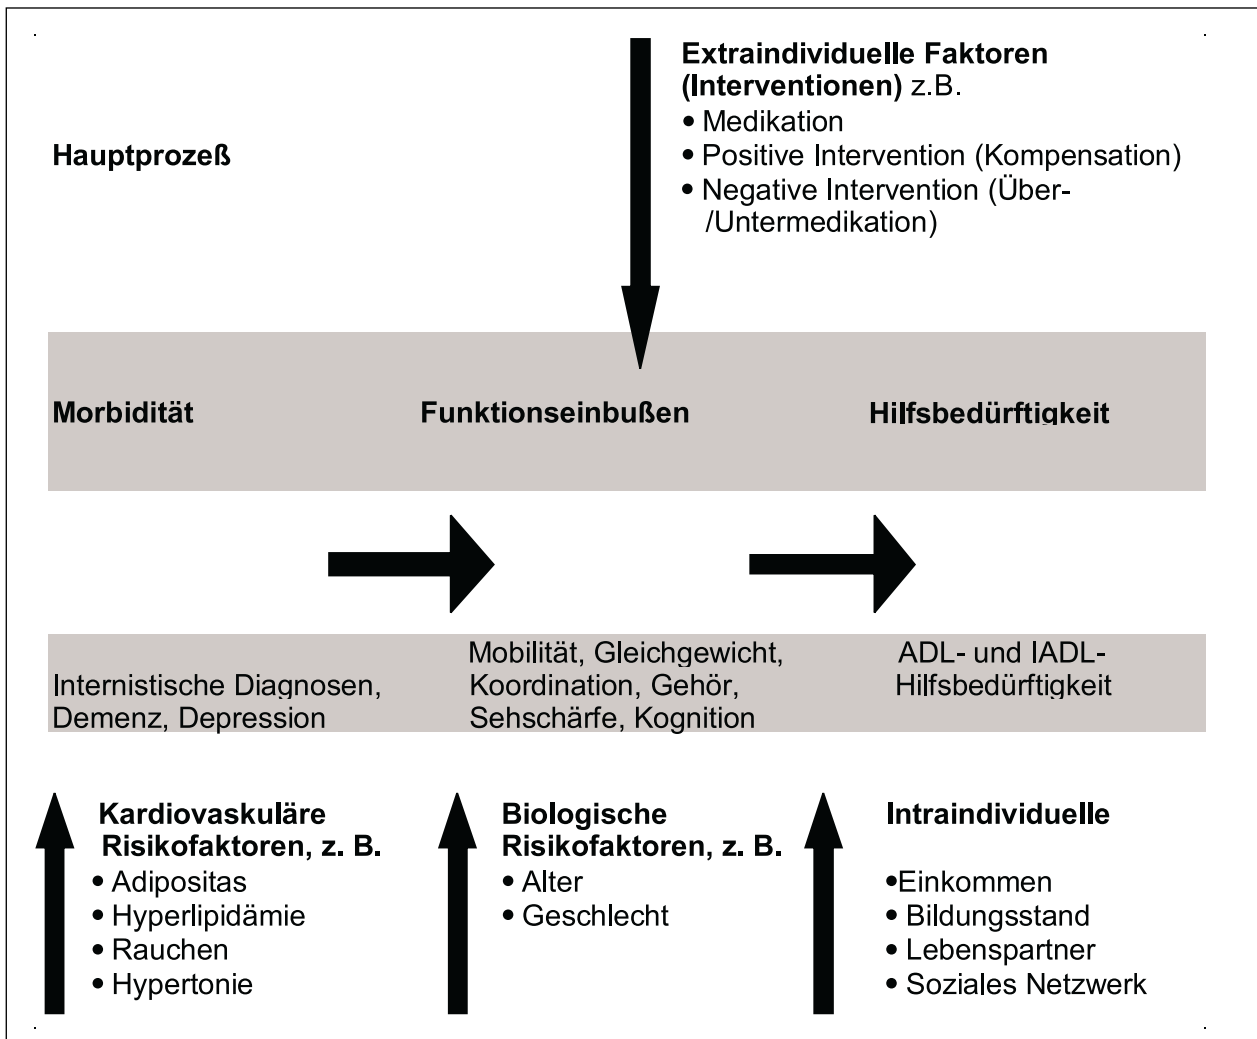 Extraindividuelle Faktoren
(Interventionen) z.B.
• Medikation
• Positive Intervention (Kompensation)
• Negative Intervention (Über-
/Untermedikation)
Hauptprozeß
Morbidität
Funktionseinbußen
Hilfsbedürftigkeit
Internistische Diagnosen,
Demenz, Depression
Mobilität, Gleichgewicht,
Koordination, Gehör,
Sehschärfe, Kognition
ADL- und IADL-
Hilfsbedürftigkeit
Kardiovaskuläre
Risikofaktoren, z. B.
• Adipositas
• Hyperlipidämie
• Rauchen
• Hypertonie
Biologische
Risikofaktoren, z. B.
• Alter
• Geschlecht
Intraindividuelle
•Einkommen
• Bildungsstand
• Lebenspartner
• Soziales Netzwerk